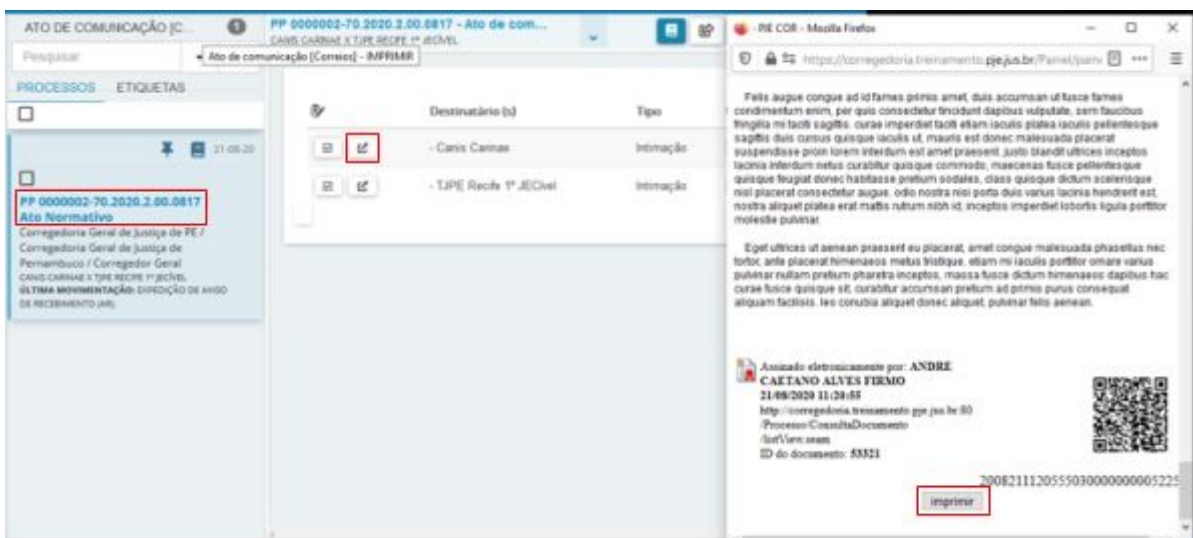 ATO DE COMUNICAÇÃO [C... 1
Pesquisar
Ato de comunicação [Correios] - IMPRIMIR
PROCESSOS ETIQUETAS
21-08-20
PP 0000002-70.2020.2.00.0817
Ato Normativo
Corregedoria Geral de Justiça de PE /
Corregedoria Geral de Justiça de
Pernambuco / Corregedor Geral
CANIS CARNAE X TJPE RECIFE 1º JECÍVEL
ÚLTIMA MOVIMENTAÇÃO: EXPEDIÇÃO DE AVISO
DE RECEBIMENTO (AR).
PP 0000002-70.2020.2.00.0817 - Ato de com...
CANIS CARNAE X TJPE RECIFE 1º JECÍVEL
Destinatário (s) Tipo
- Canis Carinae Intimação
- TJPE Recife 1º JECível Intimação
PJE COR - Mozilla Firefox
https://corregedoria.treinamento.pje.jus.br/Painel/paine
Felis augue congue ad id fames primis amet, duis accumsan ut fusce fames
condimentum enim, per quis consectetur tincidunt dapibus vulputate, sem faucibus
fringilla mi taciti sagittis. curae imperdiet taciti etiam iaculis platea iaculis pellentesque
sagittis duis cursus quisque iaculis ut, mauris est donec malesuada placerat
suspendisse proin lorem interdum est amet praesent, justo blandit ultrices inceptos
lacinia interdum netus curabitur quisque commodo, maecenas fusce pellentesque
quisque feugiat donec habitasse pretium sodales, class quisque dictum scelerisque
nisl placerat consectetur augue. odio nostra nisi porta duis varius lacinia hendrerit est,
nostra aliquet platea erat mattis rutrum nibh id, inceptos imperdiet lobortis ligula porttitor
molestie pulvinar.
Eget ultrices ut aenean praesent eu placerat, amet congue malesuada phasellus nec
tortor, ante placerat himenaeos metus tristique. etiam mi iaculis porttitor ornare varius
pulvinar nullam pretium pharetra inceptos, massa fusce dictum himenaeos dapibus hac
curae fusce quisque sit, curabitur accumsan pretium ad primis purus consequat
aliquam facilisis. leo conubia aliquet donec aliquet, pulvinar felis aenean.
Assinado eletronicamente por: ANDRE
CAETANO ALVES FIRMO
21/08/2020 11:20:55
http://corregedoria.treinamento.pje.jus.br:80
/Processo/ConsultaDocumento
/listView.seam
ID do documento: 53321
20082111205550300000000005225
imprimir